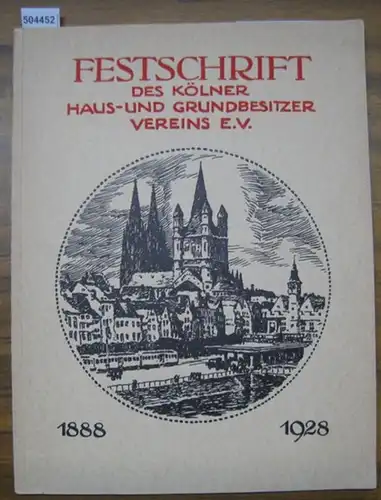 504452
FESTSCHRIFT
DES KÖLNER
HAUS-UND GRUNDBESITZER
VEREINS E.V.
1888 1928